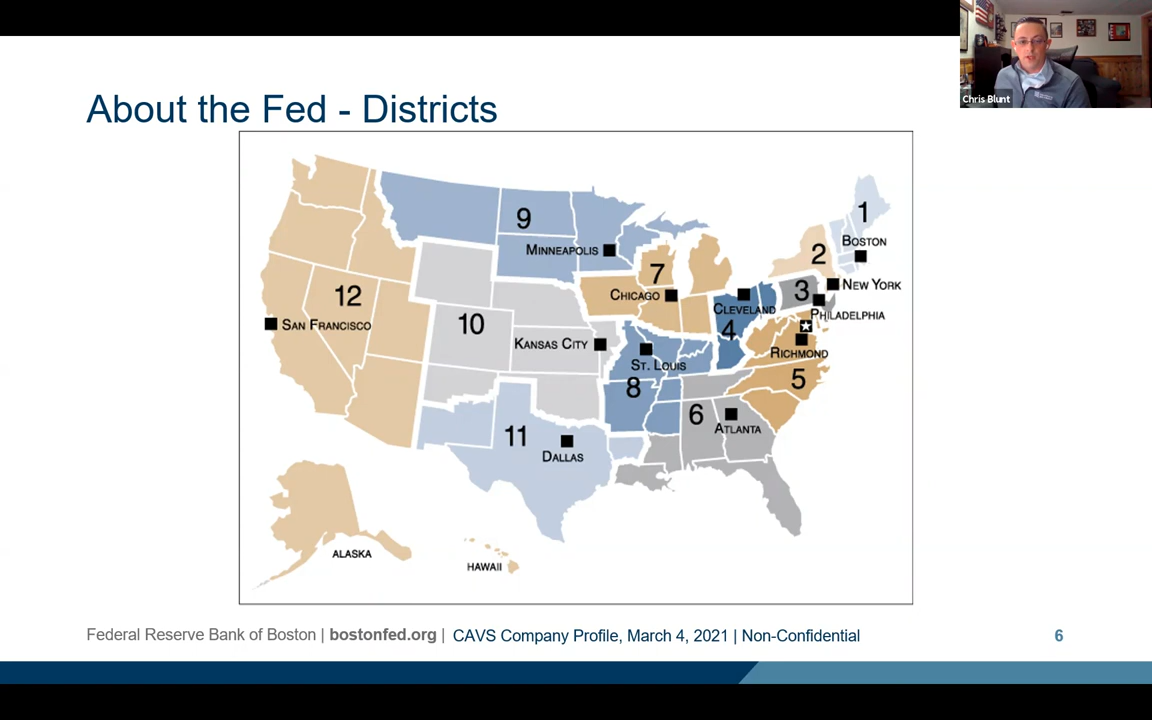 Chris Blunt
About the Fed - Districts
1
BOSTON
9
MINNEAPOLIS
2
7
CHICAGO
3
NEW YORK
12
CLEVELAND
PHILADELPHIA
SAN FRANCISCO
10
4
KANSAS CITY
RICHMOND
ST. LOUIS
8
5
6
11
ATLANTA
DALLAS
ALASKA
HAWAII
Federal Reserve Bank of Boston | bostonfed.org | CAVS Company Profile, March 4, 2021 | Non-Confidential
6